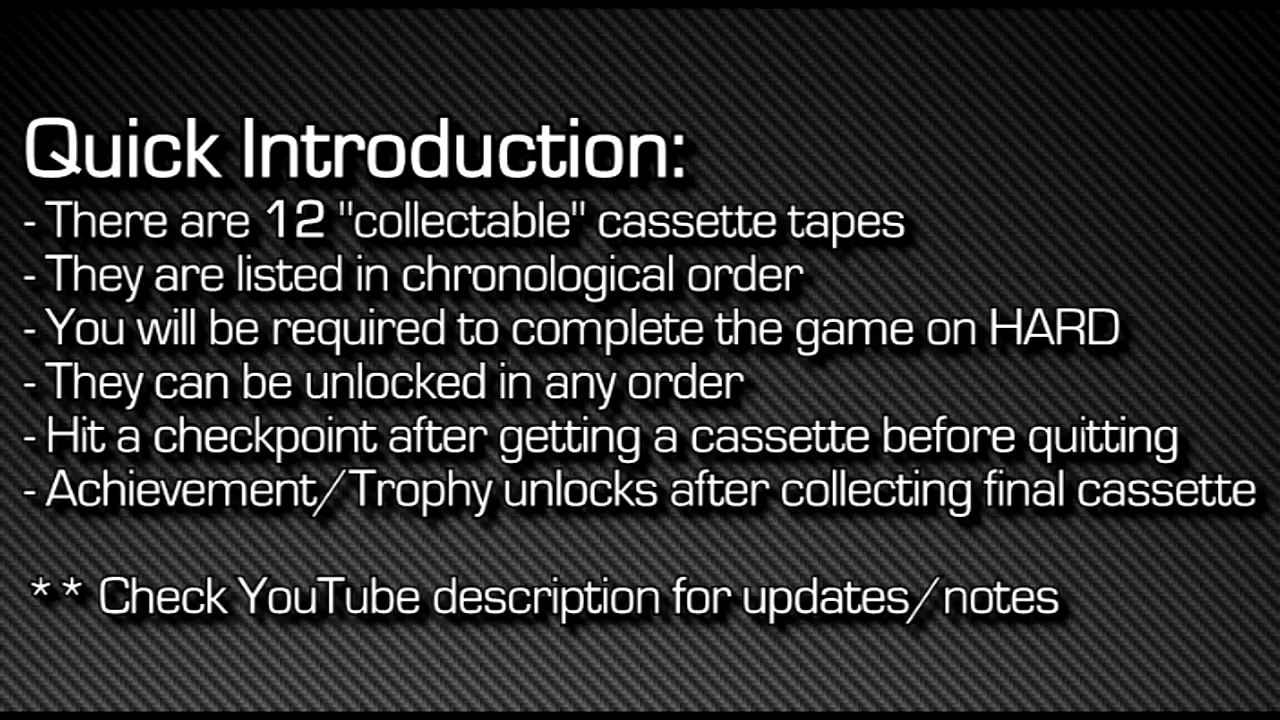 Quick Introduction:
- There are 12 "collectable" cassette tapes
- They are listed in chronological order
- You will be required to complete the game on HARD
- They can be unlocked in any order
- Hit a checkpoint after getting a cassette before quitting
- Achievement/Trophy unlocks after collecting final cassette
** Check YouTube description for updates/notes